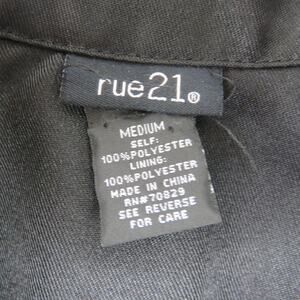 rue21®
MEDIUM
SELF:
100%POLYESTER
LINING:
100%POLYESTER
MADE IN CHINA
RN#70829
SEE REVERSE
FOR CARE